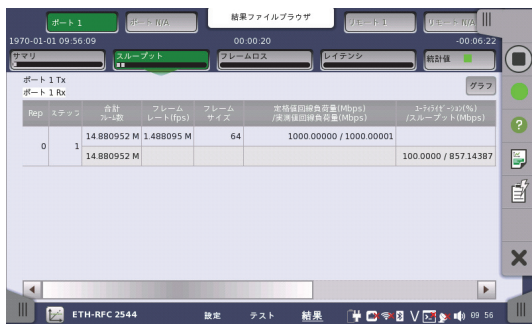 ポート 1
ポート N/A
結果ファイルブラウザ
リモート 1
リモート N/A
1970-01-01 09:56:09
00:00:20
-00:06:22
サマリ
スループット
フレームロス
レイテンシ
統計値
ポート 1 Tx
ポート 1 Rx
グラフ
Rep
ステップ
合計
フレーム数
フレーム
レート(fps)
フレーム
サイズ
定格値回線負荷量(Mbps)
/実測値回線負荷量(Mbps)
ユーティライゼーション(%)
/スループット(Mbps)
0
1
14.880952 M
1.488095 M
64
1000.00000 / 1000.00001
14.880952 M
100.0000 / 857.14387
ETH-RFC 2544
設定
テスト
結果
09 56